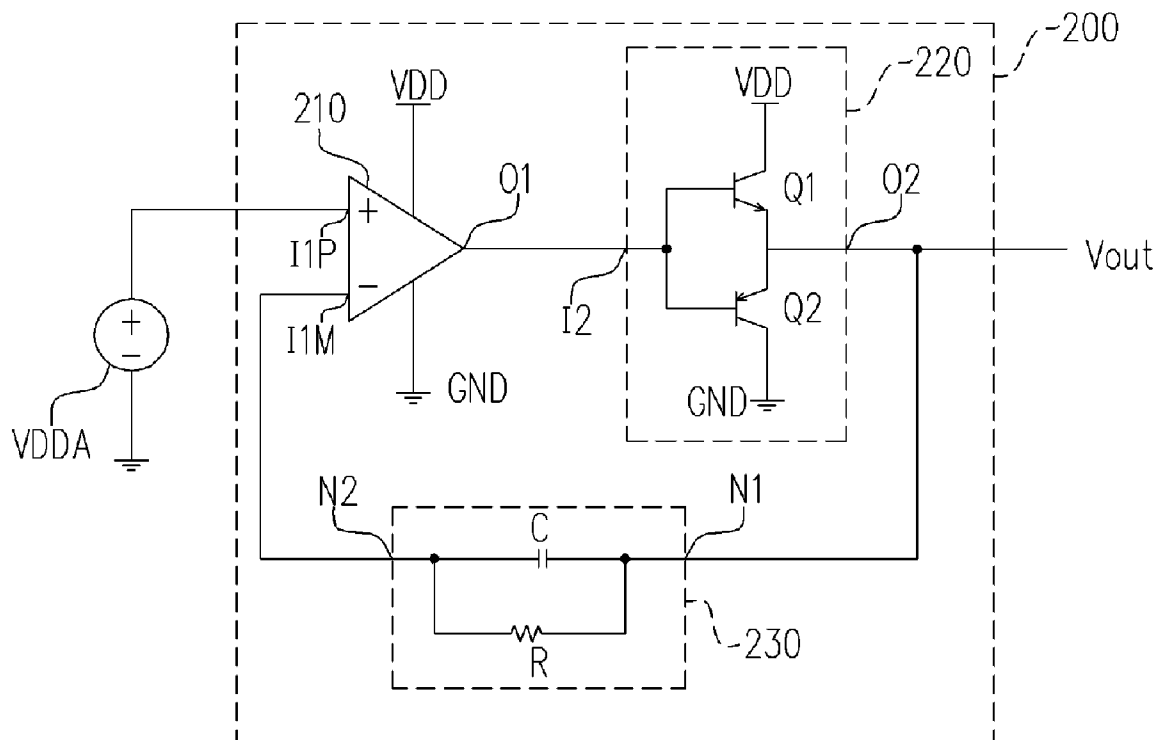 200
220
VDD
VDD
210
O1
Q1
O2
+
I1P
Vout
−
I1M
I2
Q2
+
−
GND
GND
VDDA
N2
N1
C
R
230